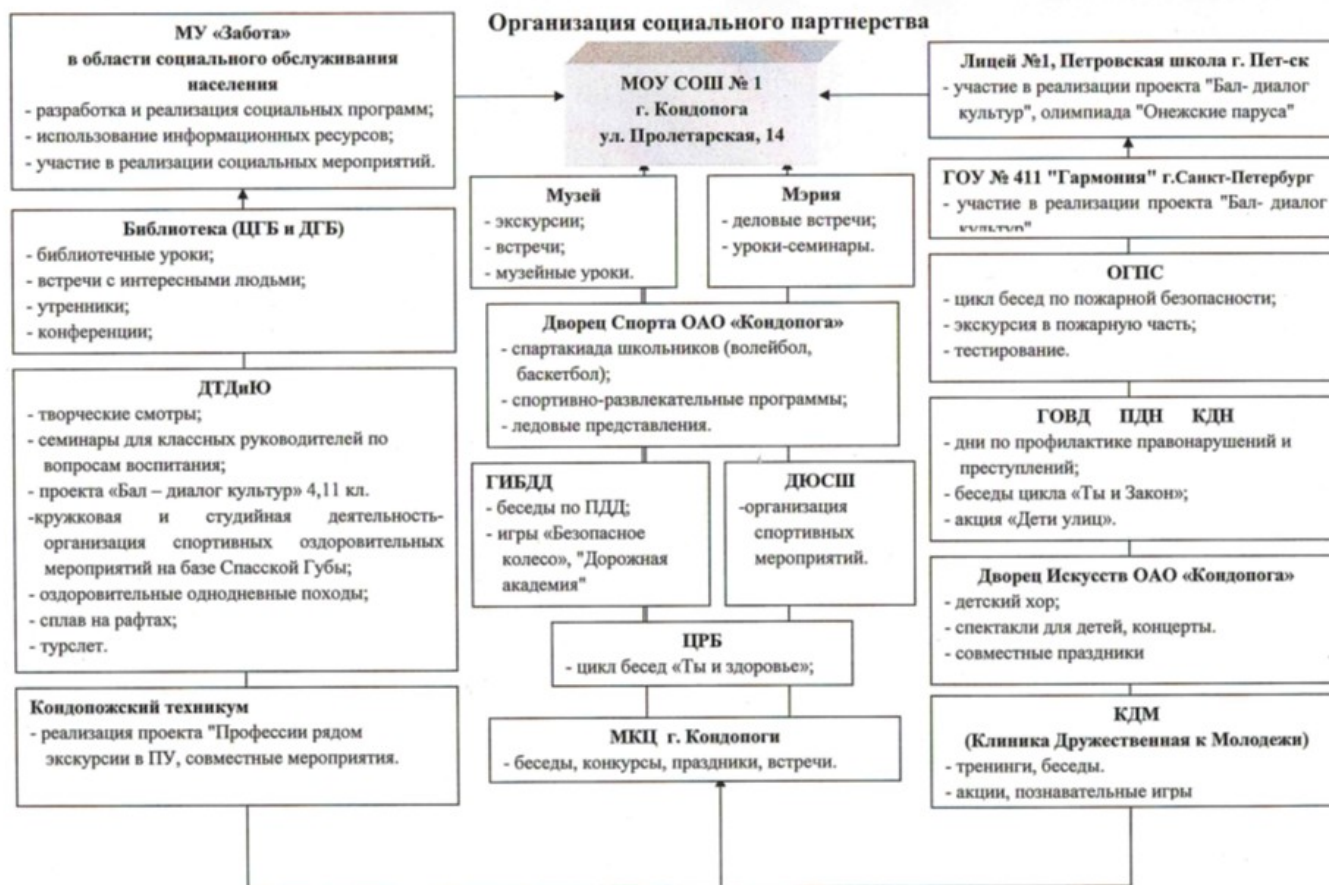 Организация социального партнерства
МУ «Забота»
в области социального обслуживания
населения
- разработка и реализация социальных программ;
- использование информационных ресурсов;
- участие в реализации социальных мероприятий.
Библиотека (ЦГБ и ДГБ)
- библиотечные уроки;
- встречи с интересными людьми;
- утренники;
- конференции;
ДТДиЮ
- творческие смотры;
- семинары для классных руководителей по
вопросам воспитания;
- проекта «Бал – диалог культур» 4,11 кл.
-кружковая и студийная деятельность-
организация спортивных оздоровительных
мероприятий на базе Спасской Губы;
- оздоровительные однодневные походы;
- сплав на рафтах;
- турслет.
Кондопожский техникум
- реализация проекта "Профессии рядом
экскурсии в ПУ, совместные мероприятия.
МОУ СОШ № 1
г. Кондопога
ул. Пролетарская, 14
Музей
- экскурсии;
- встречи;
- музейные уроки.
Мэрия
- деловые встречи;
- уроки-семинары.
Дворец Спорта ОАО «Кондопога»
- спартакиада школьников (волейбол,
баскетбол);
- спортивно-развлекательные программы;
- ледовые представления.
ГИБДД
- беседы по ПДД;
- игры «Безопасное
колесо», "Дорожная
академия"
ДЮСШ
-организация
спортивных
мероприятий.
ЦРБ
- цикл бесед «Ты и здоровье»;
МКЦ г. Кондопоги
- беседы, конкурсы, праздники, встречи.
Лицей №1, Петровская школа г. Пет-ск
- участие в реализации проекта "Бал- диалог
культур", олимпиада "Онежские паруса"
ГОУ № 411 "Гармония" г.Санкт-Петербург
- участие в реализации проекта "Бал- диалог
культур"
ОГПС
- цикл бесед по пожарной безопасности;
- экскурсия в пожарную часть;
- тестирование.
ГОВД ПДН КДН
- дни по профилактике правонарушений и
преступлений;
- беседы цикла «Ты и Закон»;
- акция «Дети улиц».
Дворец Искусств ОАО «Кондопога»
- детский хор;
- спектакли для детей, концерты.
- совместные праздники
КДМ
(Клиника Дружественная к Молодежи)
- тренинги, беседы.
- акции, познавательные игры